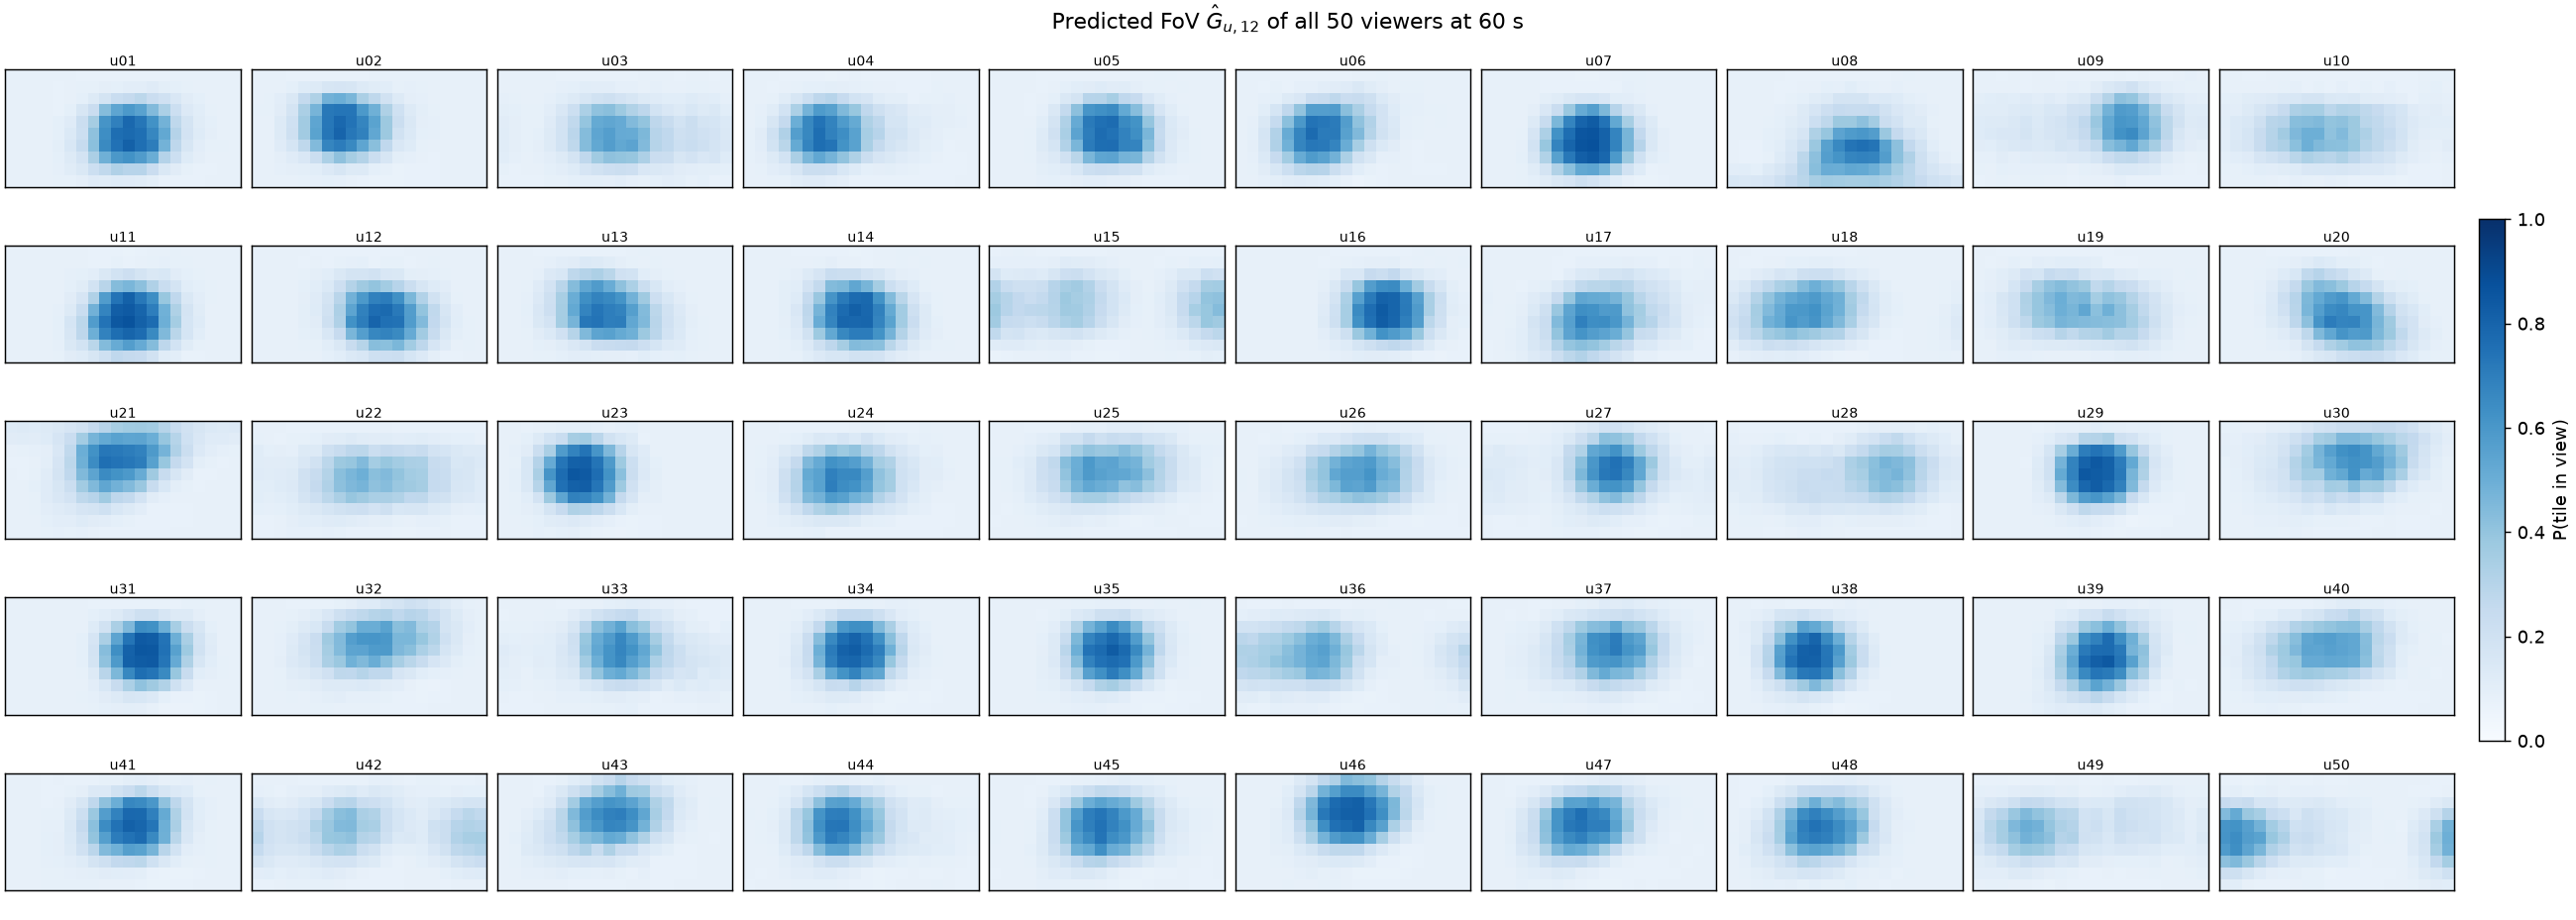 Predicted FoV Ĝu,12 of all 50 viewers at 60 s
u01 u02 u03 u04 u05 u06 u07 u08 u09 u10
u11 u12 u13 u14 u15 u16 u17 u18 u19 u20
1.0
0.8
u21 u22 u23 u24 u25 u26 u27 u28 u29 u30
0.6
0.4
P(tile in view)
u31 u32 u33 u34 u35 u36 u37 u38 u39 u40
0.2
0.0
u41 u42 u43 u44 u45 u46 u47 u48 u49 u50